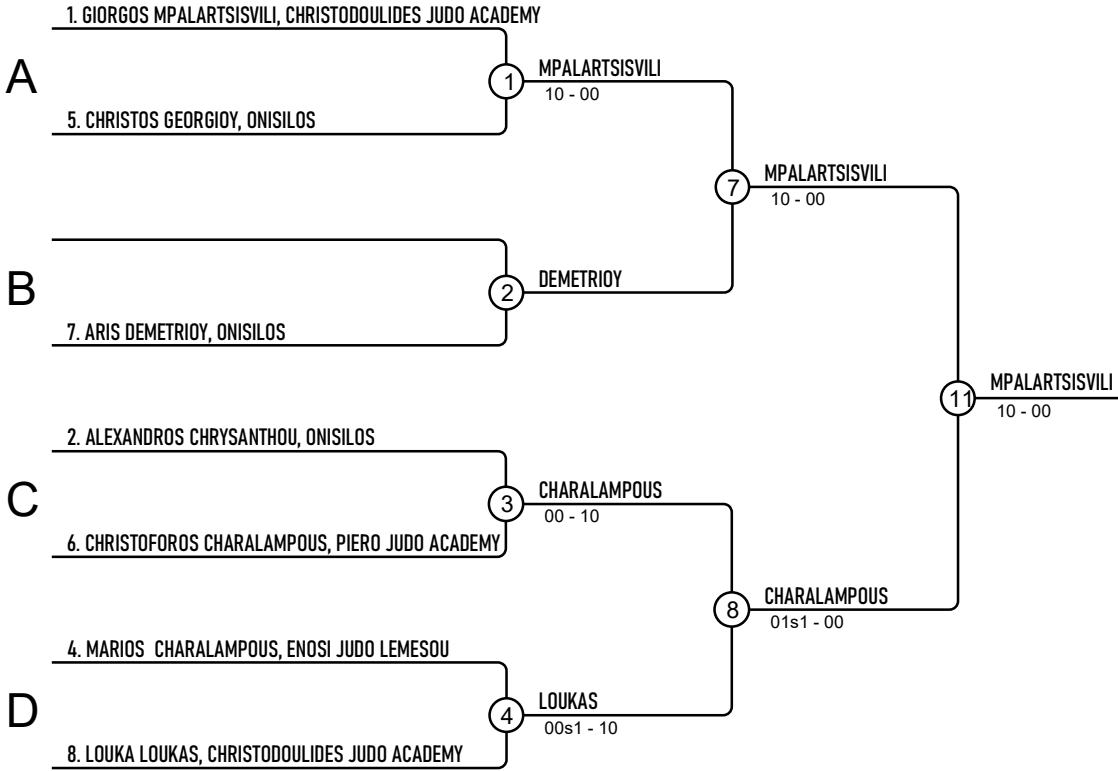 1. GIORGOS MPALARTSISVILI, CHRISTODOULIDES JUDO ACADEMY
A
1
MPALARTSISVILI
10 - 00
5. CHRISTOS GEORGIOY, ONISILOS
7
MPALARTSISVILI
10 - 00
B
2
DEMETRIOY
7. ARIS DEMETRIOY, ONISILOS
11
MPALARTSISVILI
10 - 00
2. ALEXANDROS CHRYSANTHOU, ONISILOS
C
3
CHARALAMPOUS
00 - 10
6. CHRISTOFOROS CHARALAMPOUS, PIERO JUDO ACADEMY
8
CHARALAMPOUS
01s1 - 00
4. MARIOS  CHARALAMPOUS, ENOSI JUDO LEMESOU
D
4
LOUKAS
00s1 - 10
8. LOUKA LOUKAS, CHRISTODOULIDES JUDO ACADEMY